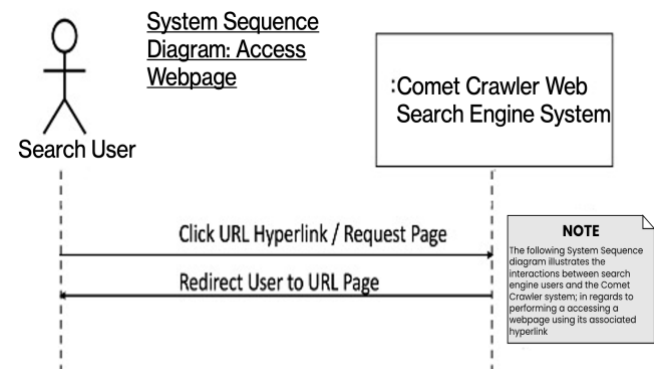 System Sequence
Diagram: Access
Webpage
:Comet Crawler Web
Search Engine System
Search User
Click URL Hyperlink / Request Page
Redirect User to URL Page
NOTE
The following System Sequence
diagram illustrates the
interactions between search
engine users and the Comet
Crawler system; in regards to
performing a accessing a
webpage using its associated
hyperlink